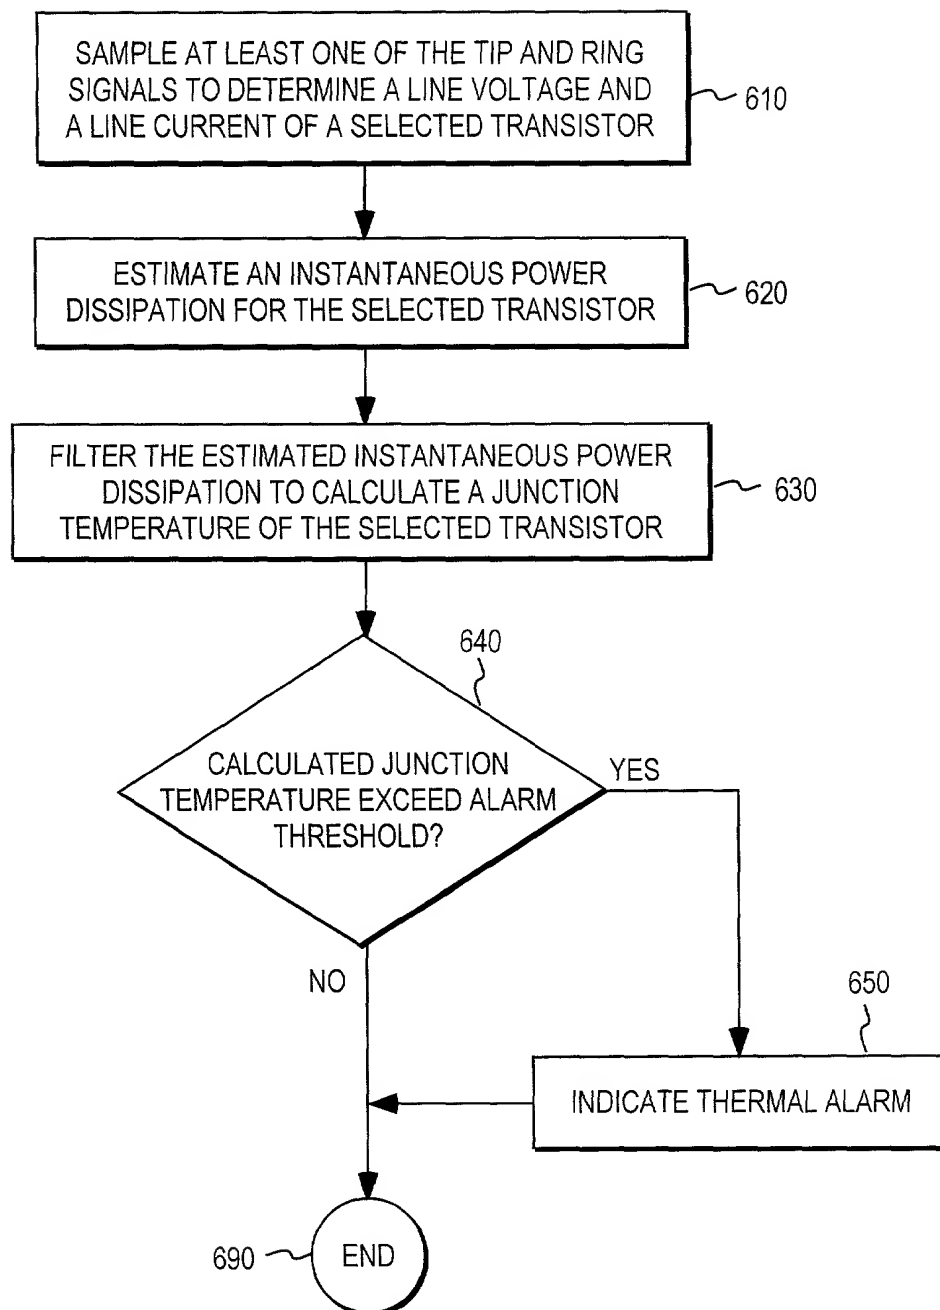 SAMPLE AT LEAST ONE OF THE TIP AND RING
SIGNALS TO DETERMINE A LINE VOLTAGE AND
A LINE CURRENT OF A SELECTED TRANSISTOR
610
ESTIMATE AN INSTANTANEOUS POWER
DISSIPATION FOR THE SELECTED TRANSISTOR
620
FILTER THE ESTIMATED INSTANTANEOUS POWER
DISSIPATION TO CALCULATE A JUNCTION
TEMPERATURE OF THE SELECTED TRANSISTOR
630
640
CALCULATED JUNCTION
TEMPERATURE EXCEED ALARM
THRESHOLD?
YES
NO
650
INDICATE THERMAL ALARM
690
END